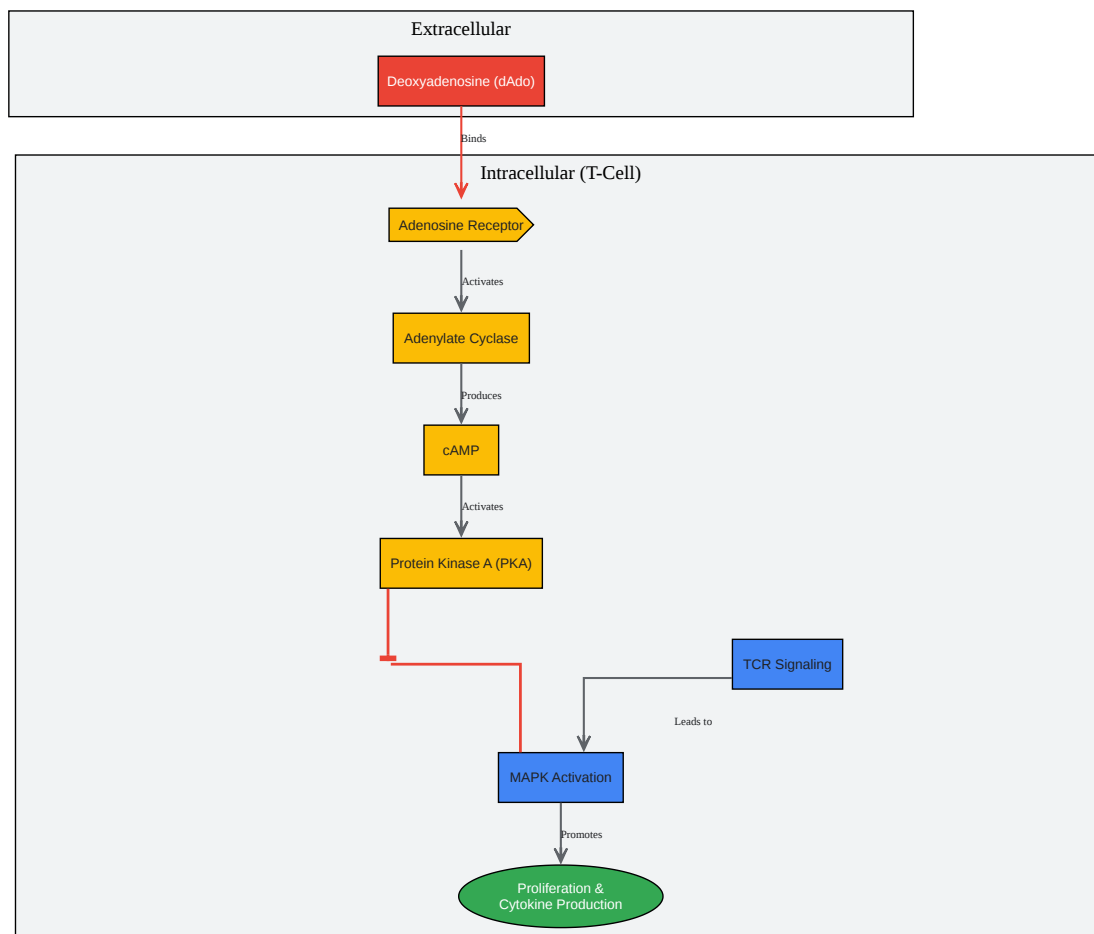 Extracellular
Deoxyadenosine (dAdo)
Binds
Intracellular (T-Cell)
Adenosine Receptor
Activates
Adenylate Cyclase
Produces
cAMP
Activates
Protein Kinase A (PKA)
TCR Signaling
Leads to
MAPK Activation
Promotes
Proliferation &
Cytokine Production